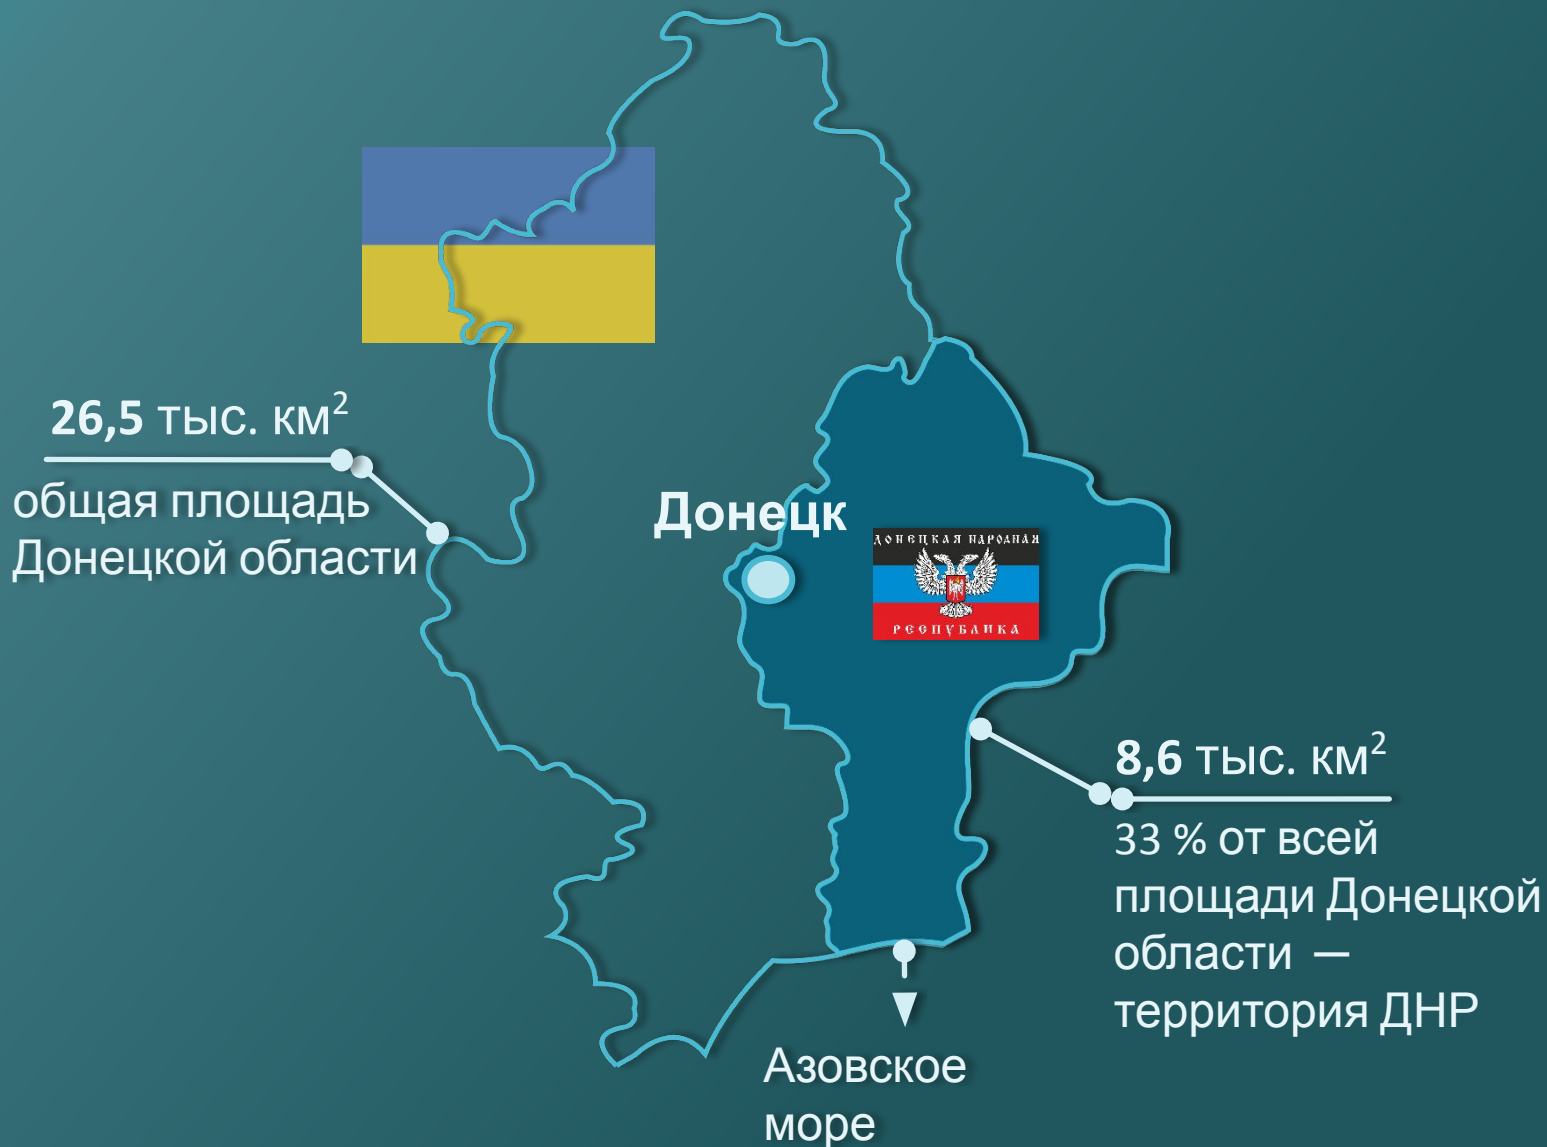 26,5 тыс. км²
общая площадь
Донецкой области
Донецк
ДОНЕЦКАЯ НАРОДНАЯ
РЕСПУБЛИКА
8,6 тыс. км²
33 % от всей
площади Донецкой
области —
территория ДНР
Азовское
море